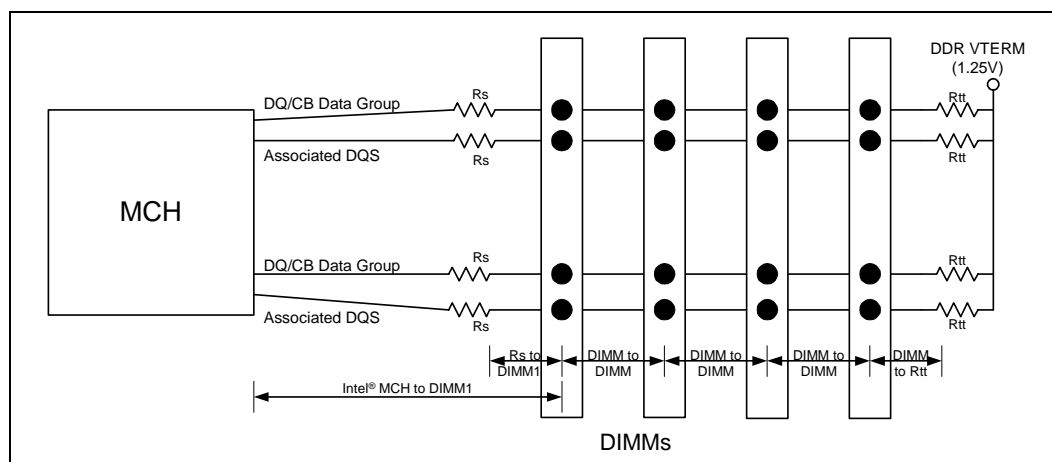 DDR VTERM
(1.25V)
DQ/CB Data Group
Rs
Rtt
Associated DQS
Rs
Rtt
MCH
DQ/CB Data Group
Rs
Rtt
Associated DQS
Rs
Rtt
Rs to
DIMM1
DIMM to
DIMM
DIMM to
DIMM
DIMM to
DIMM
DIMM
to Rtt
Intel® MCH to DIMM1
DIMMs